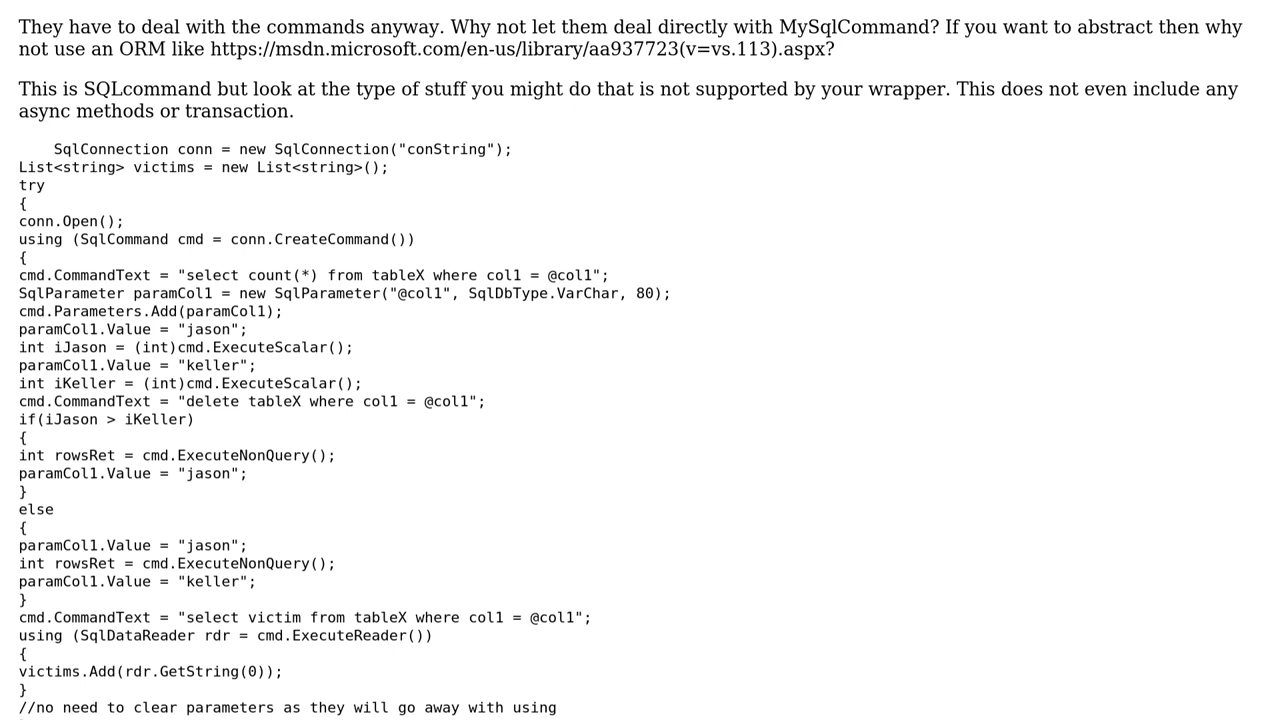 They have to deal with the commands anyway. Why not let them deal directly with MySqlCommand? If you want to abstract then why
not use an ORM like https://msdn.microsoft.com/en-us/library/aa937723(v=vs.113).aspx?
This is SQLcommand but look at the type of stuff you might do that is not supported by your wrapper. This does not even include any
async methods or transaction.
SqlConnection conn = new SqlConnection("conString");
List<string> victims = new List<string>();
try
{
conn.Open();
using (SqlCommand cmd = conn.CreateCommand())
{
cmd.CommandText = "select count(*) from tableX where col1 = @col1";
SqlParameter paramCol1 = new SqlParameter("@col1", SqlDbType.VarChar, 80);
cmd.Parameters.Add(paramCol1);
paramCol1.Value = "jason";
int iJason = (int)cmd.ExecuteScalar();
paramCol1.Value = "keller";
int iKeller = (int)cmd.ExecuteScalar();
cmd.CommandText = "delete tableX where col1 = @col1";
if(iJason > iKeller)
{
int rowsRet = cmd.ExecuteNonQuery();
paramCol1.Value = "jason";
}
else
{
paramCol1.Value = "jason";
int rowsRet = cmd.ExecuteNonQuery();
paramCol1.Value = "keller";
}
cmd.CommandText = "select victim from tableX where col1 = @col1";
using (SqlDataReader rdr = cmd.ExecuteReader())
{
victims.Add(rdr.GetString(0));
}
//no need to clear parameters as they will go away with using